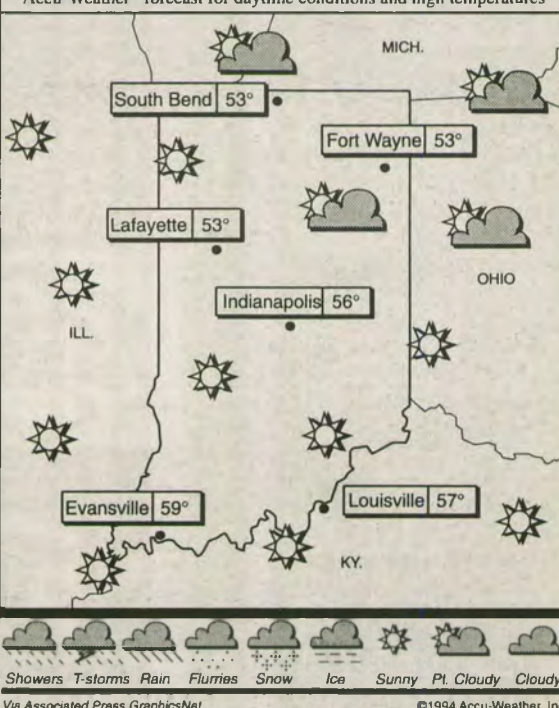 Accu-Weather® forecast for daytime conditions and high temperatures
MICH.
South Bend 53°
Fort Wayne 53°
Lafayette 53°
OHIO
Indianapolis 56°
ILL.
Evansville 59°
Louisville 57°
KY.
Showers T-storms Rain Flurries Snow Ice Sunny Pt. Cloudy Cloudy
Via Associated Press GraphicsNet
©1994 Accu-Weather, In